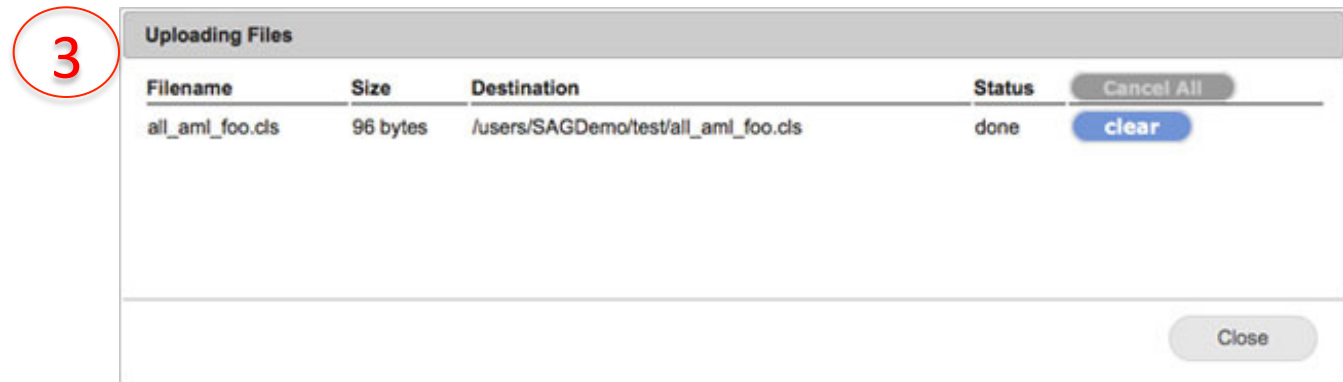 3
Uploading Files
Filename Size Destination Status Cancel All
all_aml_foo.cls 96 bytes /users/SAGDemo/test/all_aml_foo.cls done clear
Close